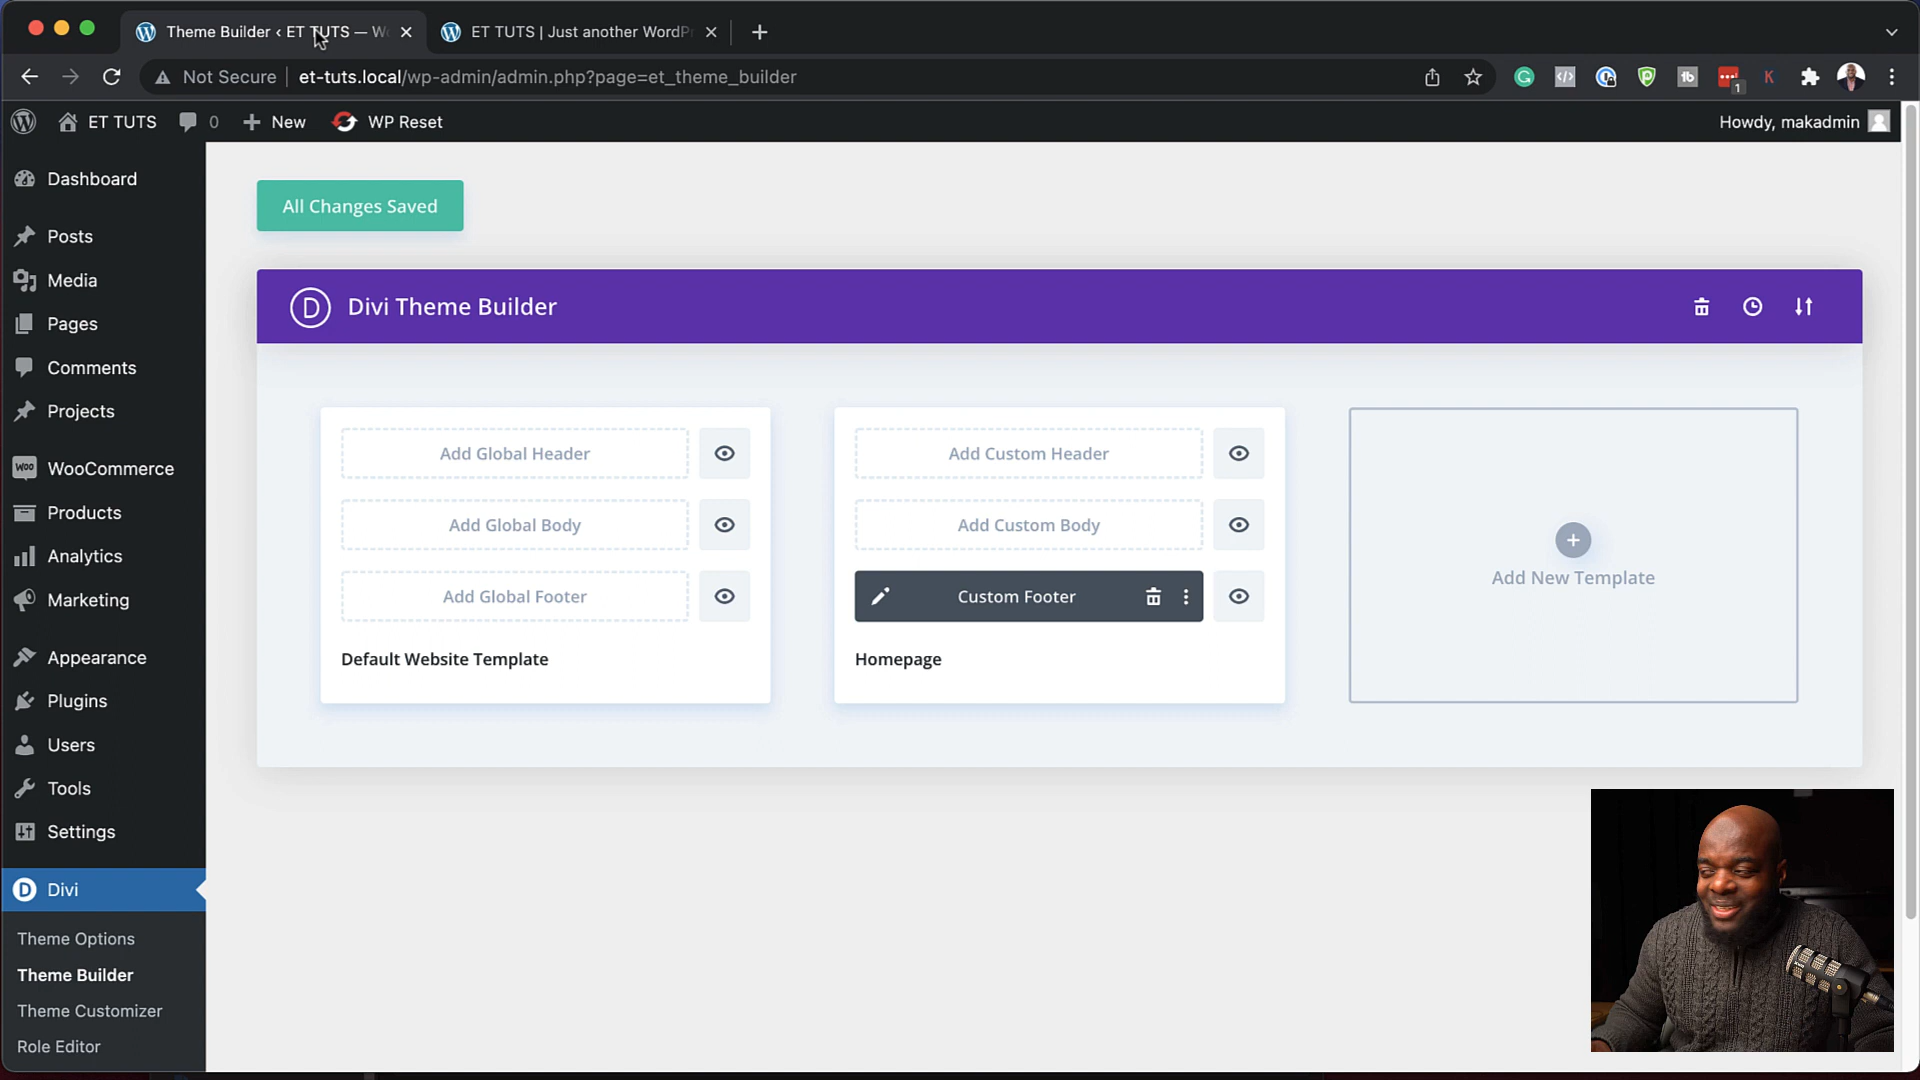 Theme Builder ‹ ET TUTS — W
ET TUTS | Just another WordP
Not Secure
et-tuts.local/wp-admin/admin.php?page=et_theme_builder
1
ET TUTS
0
New
WP Reset
Howdy, makadmin
Dashboard
Posts
Media
Pages
Comments
Projects
WooCommerce
Products
Analytics
Marketing
Appearance
Plugins
Users
Tools
Settings
Divi
Theme Options
Theme Builder
Theme Customizer
Role Editor
All Changes Saved
D
Divi Theme Builder
Add Global Header
Add Global Body
Add Global Footer
Default Website Template
Add Custom Header
Add Custom Body
Custom Footer
Homepage
Add New Template